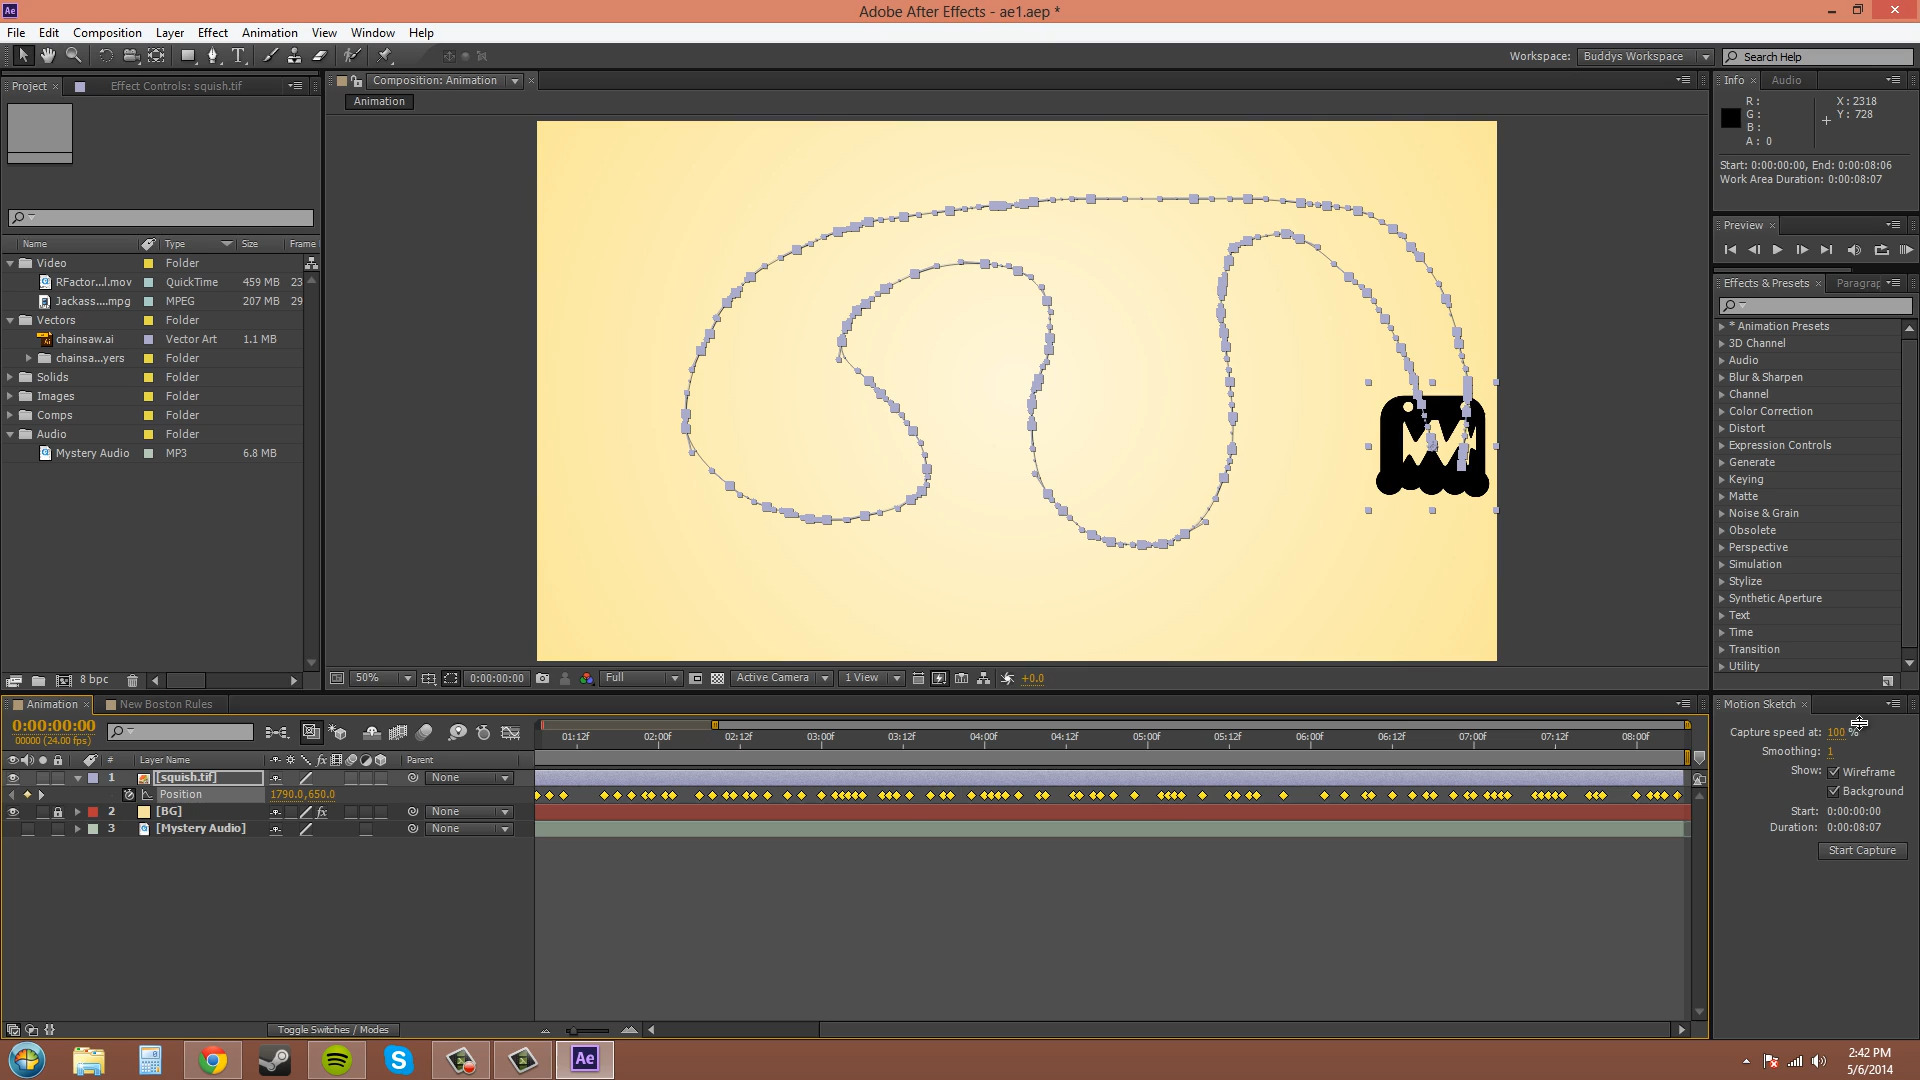 Adobe After Effects - ae1.aep *
File Edit Composition Layer Effect Animation View Window Help
Workspace: Buddys Workspace Search Help
Project Effect Controls: squish.tif
Composition: Animation
Animation
Info Audio
R :
G :
B :
A : 0
X : 2318
Y : 728
Start: 0:00:00:00, End: 0:00:08:06
Work Area Duration: 0:00:08:07
Preview
Name Type Size Frame
Video Folder
RFactor...l.mov QuickTime 459 MB 23
Jackass....mpg MPEG 207 MB 29
Vectors Folder
chainsaw.ai Vector Art 1.1 MB
chainsa...yers Folder
Solids Folder
Images Folder
Comps Folder
Audio Folder
Mystery Audio MP3 6.8 MB
8 bpc
Effects & Presets Paragrap
* Animation Presets
3D Channel
Audio
Blur & Sharpen
Channel
Color Correction
Distort
Expression Controls
Generate
Keying
Matte
Noise & Grain
Obsolete
Perspective
Simulation
Stylize
Synthetic Aperture
Text
Time
Transition
Utility
50% 0:00:00:00 Full Active Camera 1 View +0.0
Animation New Boston Rules
0:00:00:00
00000 (24.00 fps)
01:12f 02:00f 02:12f 03:00f 03:12f 04:00f 04:12f 05:00f 05:12f 06:00f 06:12f 07:00f 07:12f 08:00f
# Layer Name fx Parent
1 [squish.tif] None
Position 1790.0,650.0
2 [BG] fx None
3 [Mystery Audio] None
Toggle Switches / Modes
Motion Sketch
Capture speed at: 100 %
Smoothing: 1
Show: Wireframe
Background
Start: 0:00:00:00
Duration: 0:00:08:07
Start Capture
Ae
2:42 PM
5/6/2014